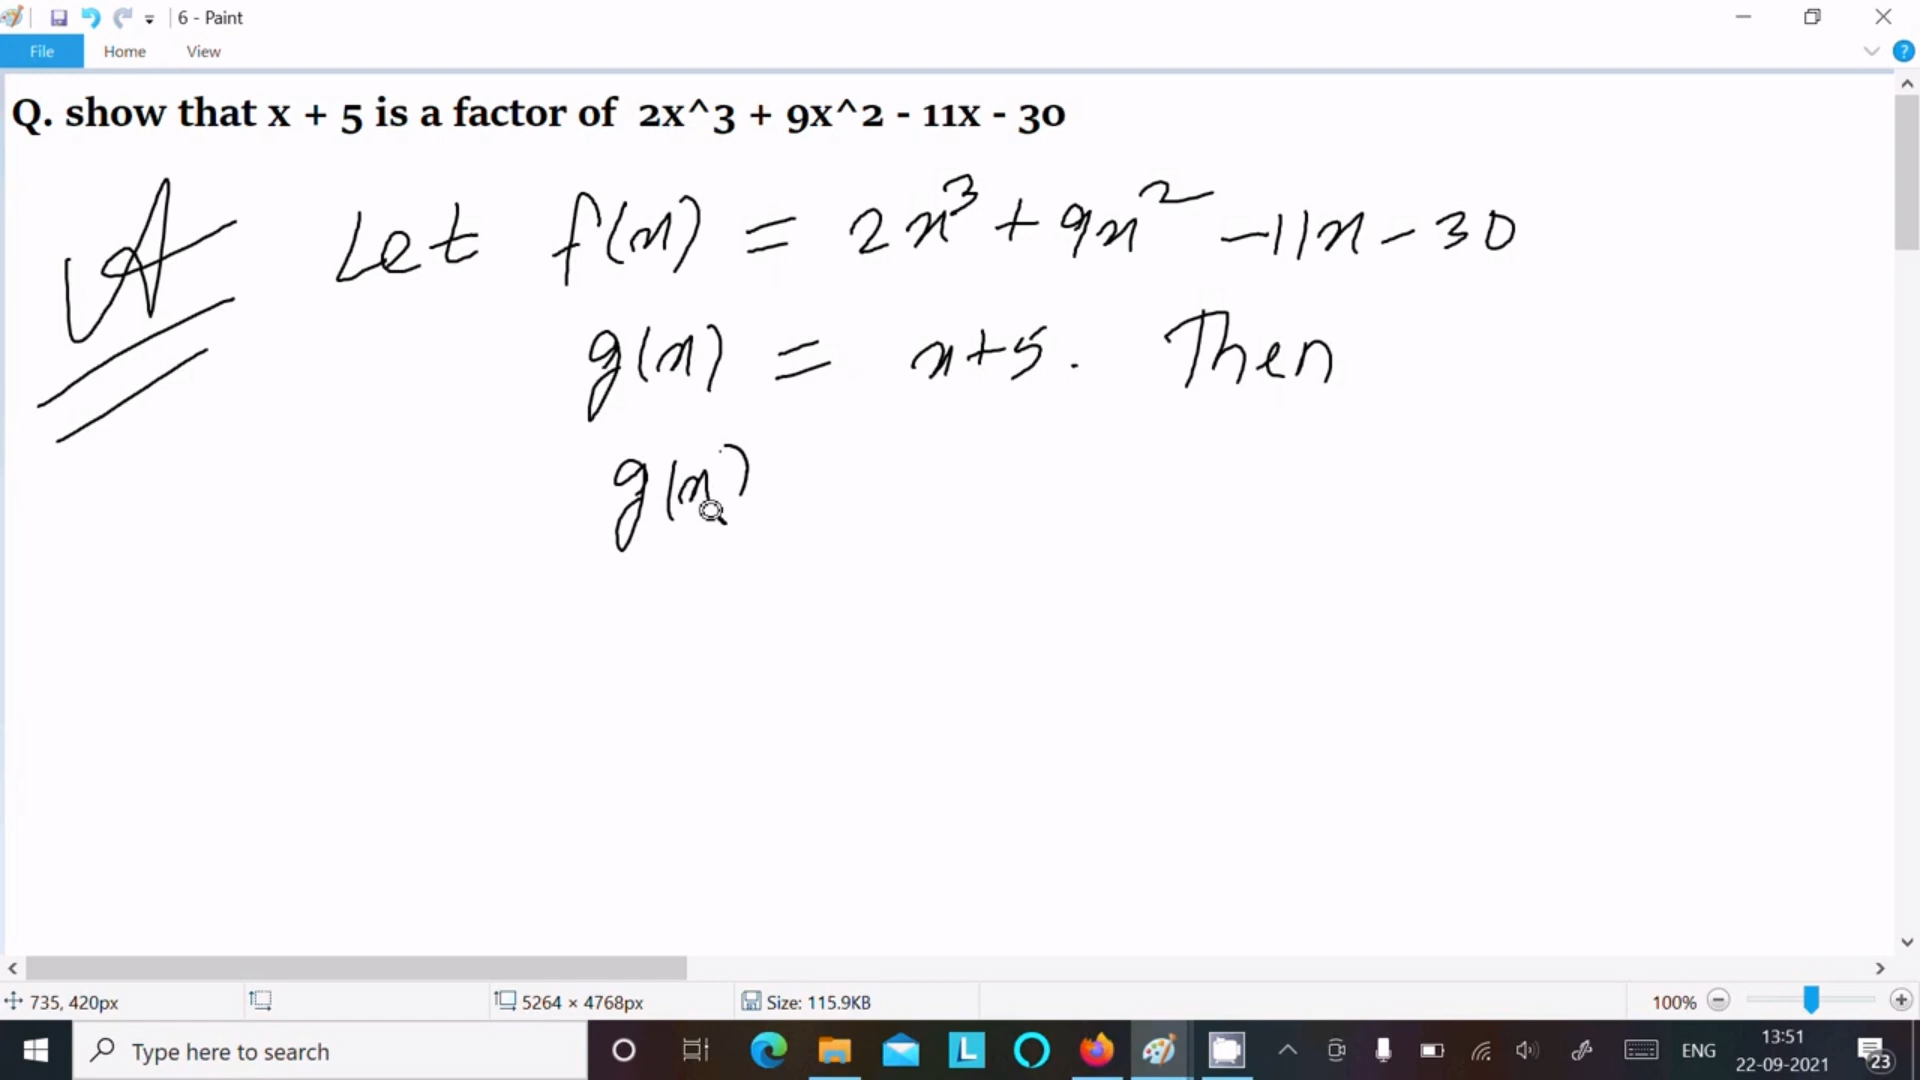 6 - Paint
File Home View
Q. show that x + 5 is a factor of 2x^3 + 9x^2 - 11x - 30
A Let f(x) = 2x³ + 9x² - 11x - 30
g(x) = x+5. Then
g(x)
735, 420px 5264 × 4768px Size: 115.9KB 100%
Type here to search L ENG 13:51
22-09-2021 23